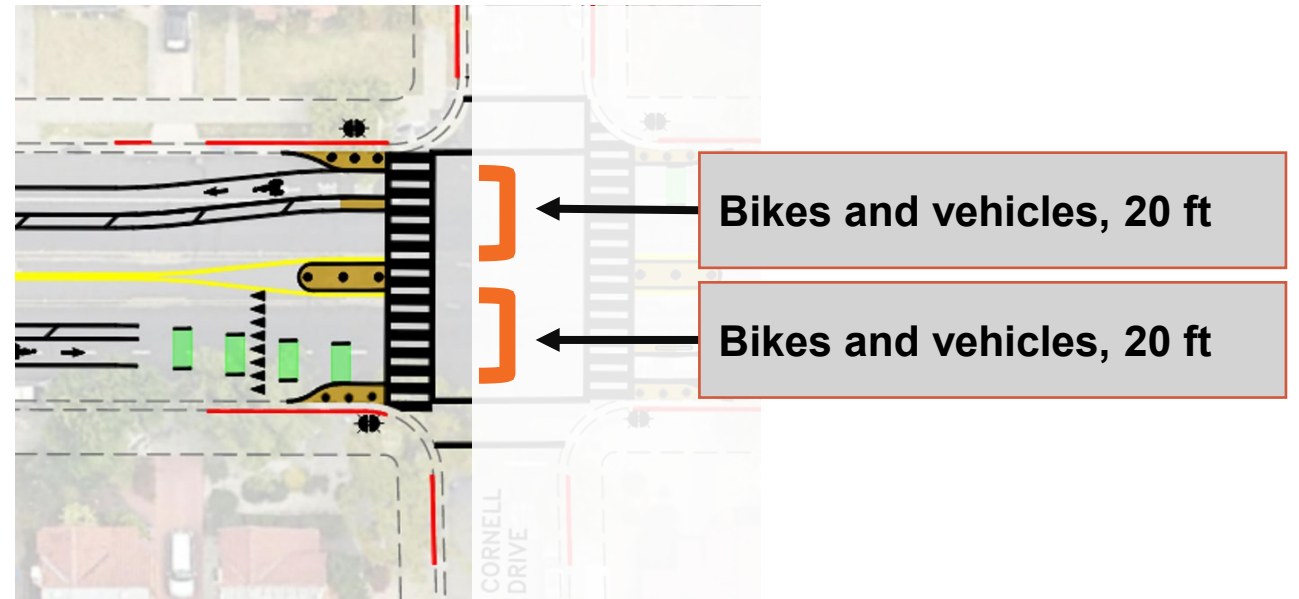 Bikes and vehicles, 20 ft
Bikes and vehicles, 20 ft
CORNELL
DRIVE